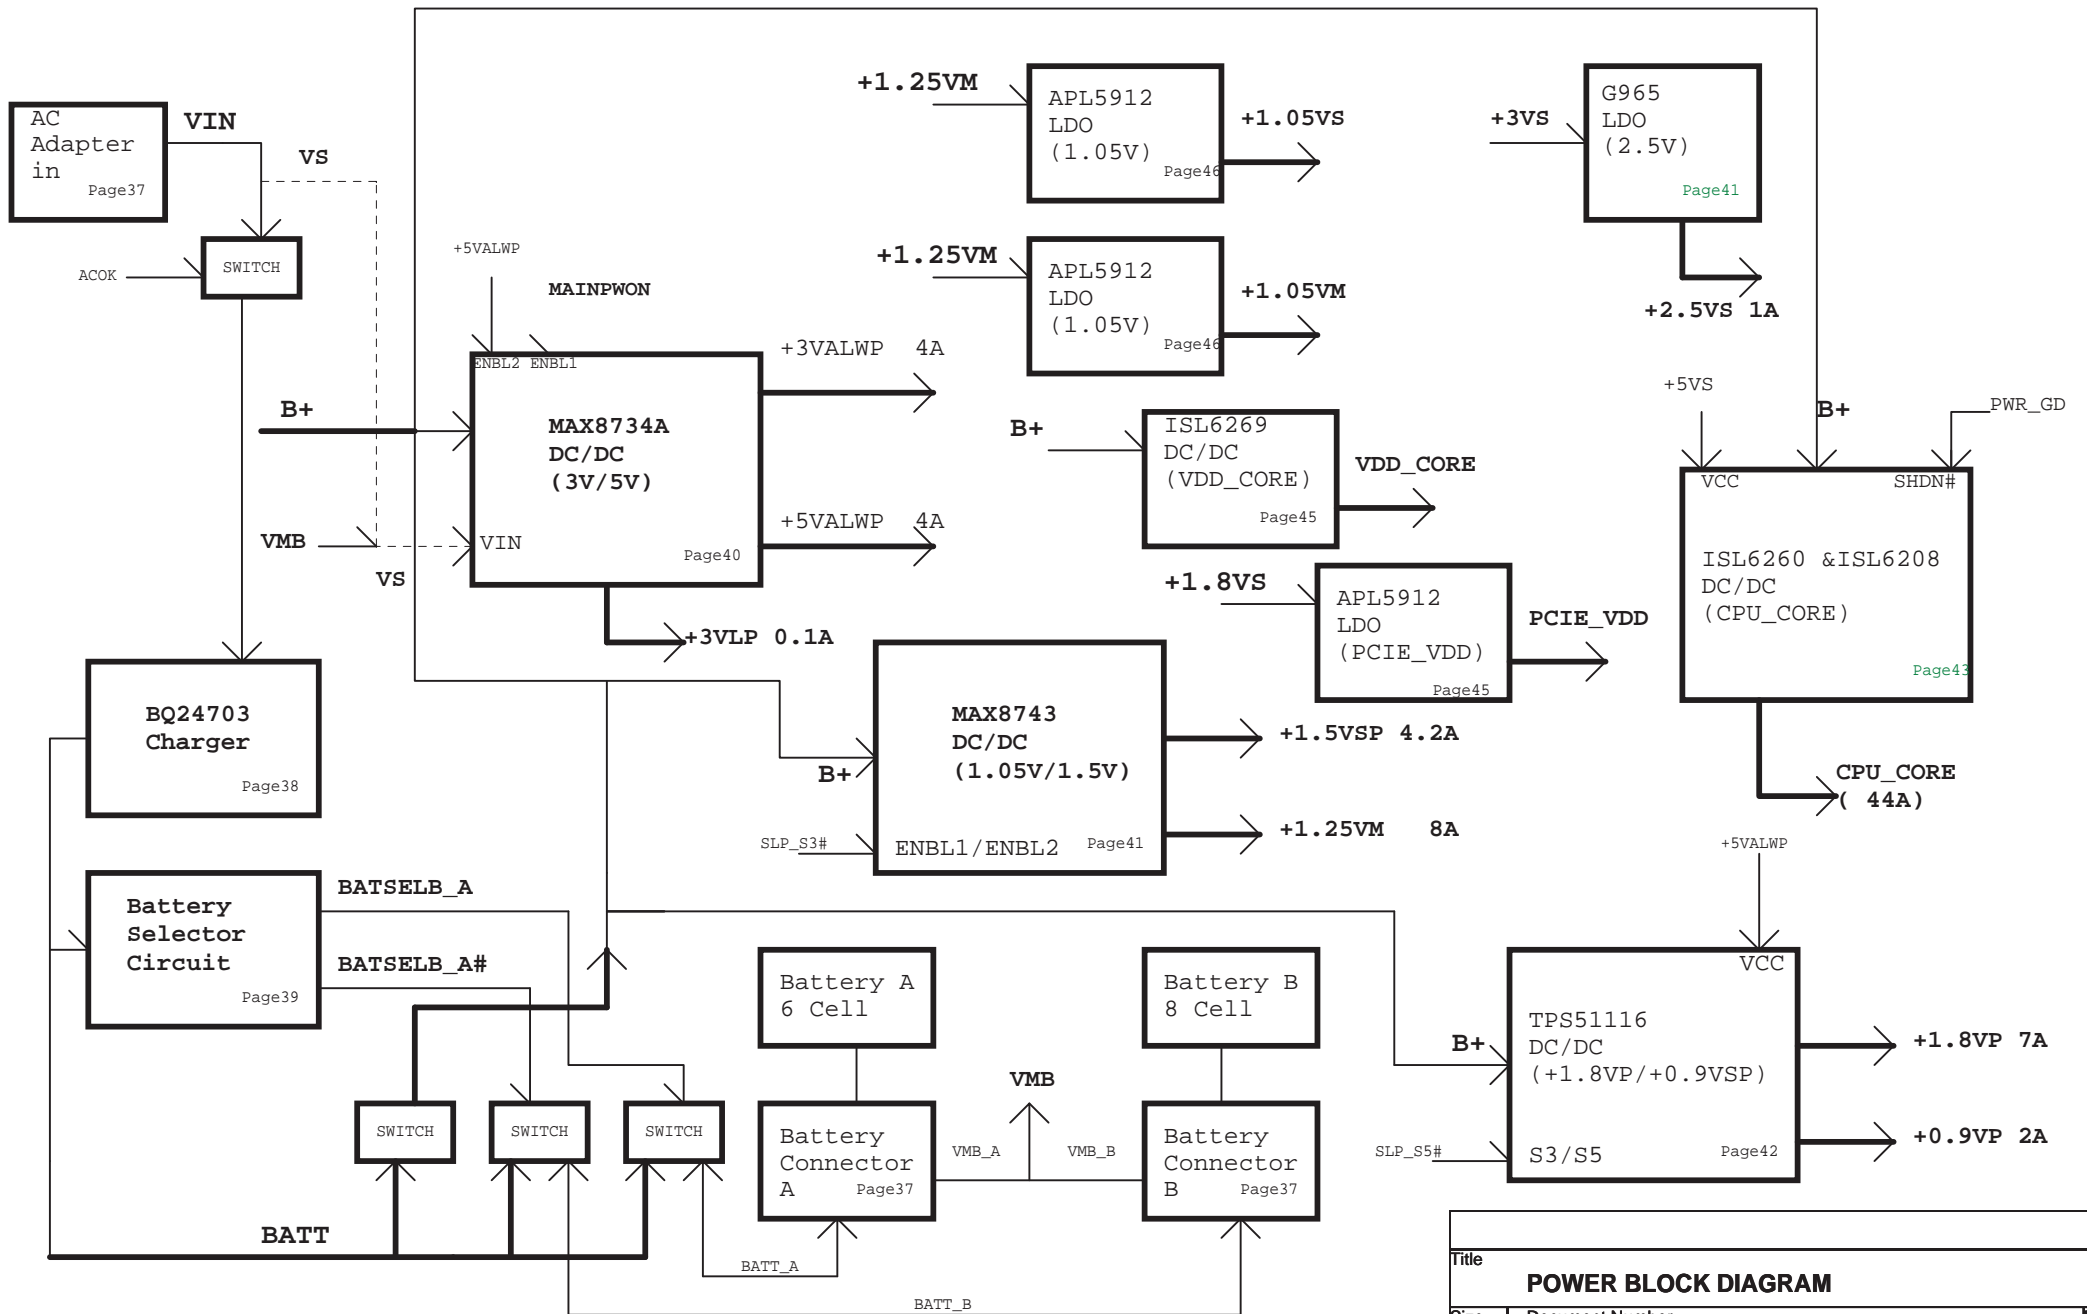 AC
Adapter
in
Page37
VIN
VS
SWITCH
ACOK
+5VALWP
MAINPWON
ENBL2 ENBL1
B+
MAX8734A
DC/DC
(3V/5V)
VMB
VS
VIN
Page40
+3VALWP 4A
+5VALWP 4A
+3VLP 0.1A
+1.25VM
APL5912
LDO
(1.05V)
Page46
+1.05VS
+1.25VM
APL5912
LDO
(1.05V)
Page46
+1.05VM
+3VS
G965
LDO
(2.5V)
Page41
+2.5VS 1A
B+
ISL6269
DC/DC
(VDD_CORE)
Page45
VDD_CORE
+1.8VS
APL5912
LDO
(PCIE_VDD)
Page45
PCIE_VDD
+5VS
B+
PWR_GD
VCC
SHDN#
ISL6260 &ISL6208
DC/DC
(CPU_CORE)
Page43
CPU_CORE
( 44A)
BQ24703
Charger
Page38
MAX8743
DC/DC
(1.05V/1.5V)
B+
SLP_S3#
ENBL1/ENBL2
Page41
+1.5VSP 4.2A
+1.25VM 8A
Battery
Selector
Circuit
Page39
BATSELB_A
BATSELB_A#
SWITCH
SWITCH
SWITCH
BATT
Battery A
6 Cell
Battery B
8 Cell
VMB
Battery
Connector
A
Page37
VMB_A
VMB_B
Battery
Connector
B
Page37
BATT_A
BATT_B
+5VALWP
VCC
B+
TPS51116
DC/DC
(+1.8VP/+0.9VSP)
SLP_S5#
S3/S5
Page42
+1.8VP 7A
+0.9VP 2A
Title
POWER BLOCK DIAGRAM
Size
Document Number